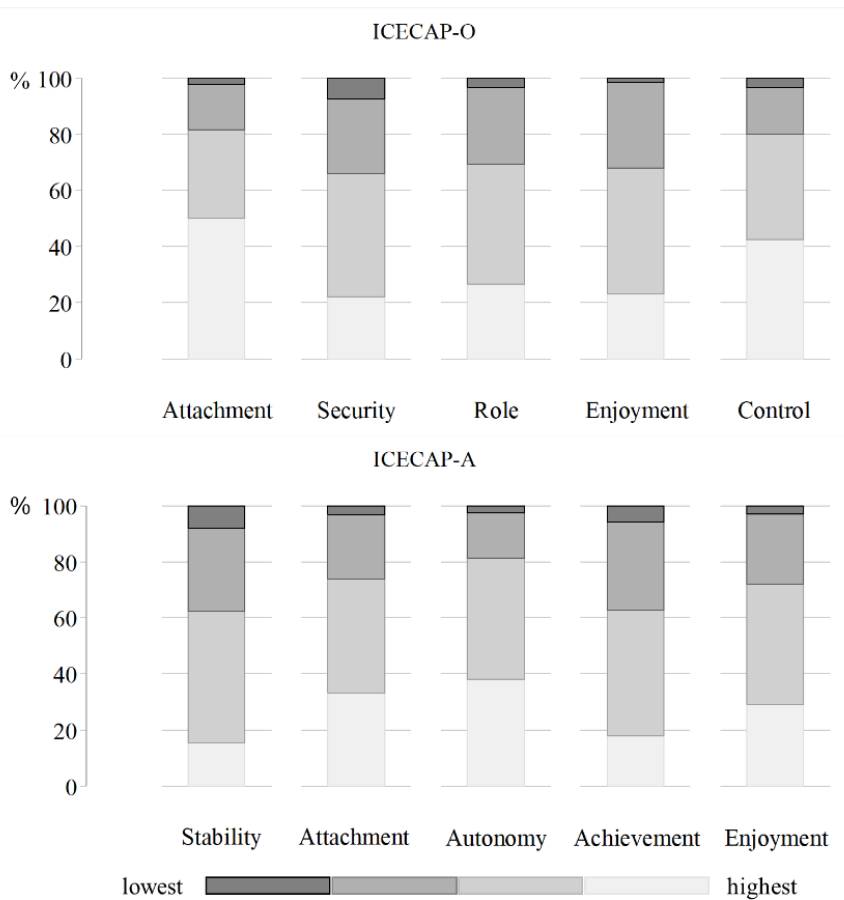 ICECAP-O
% 100
80
60
40
20
0
Attachment Security Role Enjoyment Control
ICECAP-A
% 100
80
60
40
20
0
Stability Attachment Autonomy Achievement Enjoyment
lowest highest